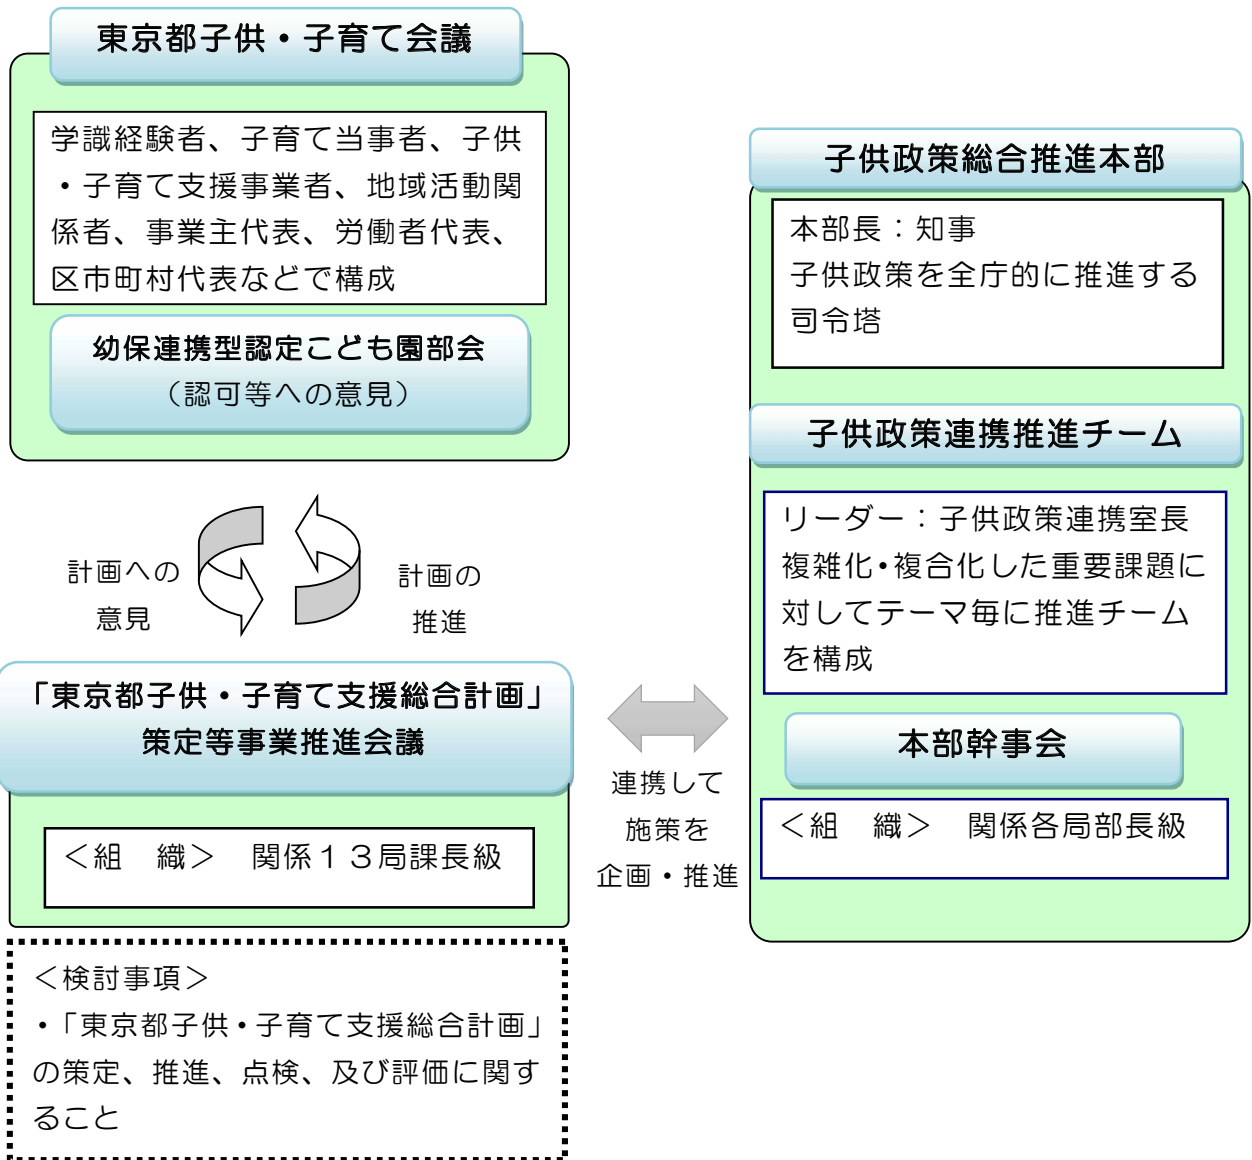 東京都子供・子育て会議
学識経験者、子育て当事者、子供
・子育て支援事業者、地域活動関
係者、事業主代表、労働者代表、
区市町村代表などで構成
幼保連携型認定こども園部会
（認可等への意見）
計画への
意見
計画の
推進
「東京都子供・子育て支援総合計画」
策定等事業推進会議
＜組　織＞　関係１３局課長級
＜検討事項＞
・「東京都子供・子育て支援総合計画」
の策定、推進、点検、及び評価に関す
ること
連携して
施策を
企画・推進
子供政策総合推進本部
本部長：知事
子供政策を全庁的に推進する
司令塔
子供政策連携推進チーム
リーダー：子供政策連携室長
複雑化・複合化した重要課題に
対してテーマ毎に推進チーム
を構成
本部幹事会
＜組　織＞　関係各局部長級